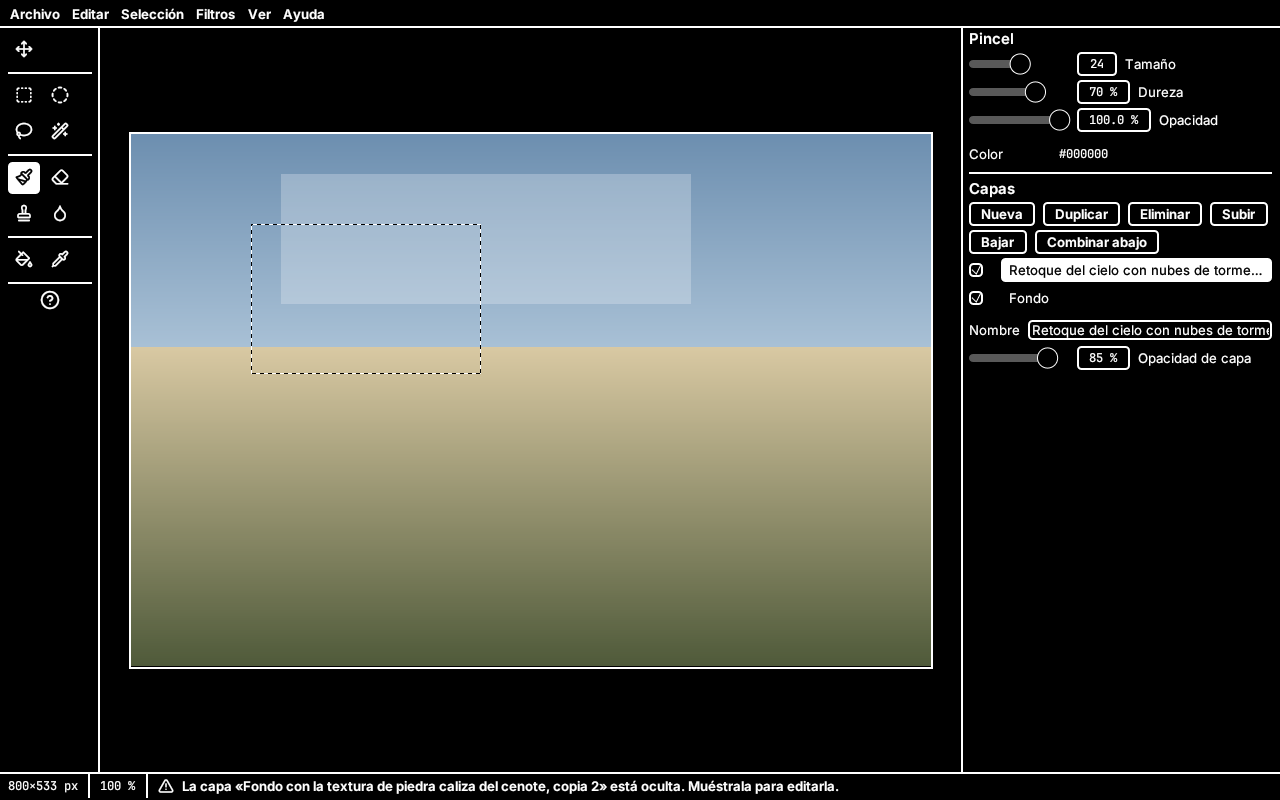 Archivo Editar Selección Filtros Ver Ayuda
Pincel
24 Tamaño
70 % Dureza
100.0 % Opacidad
Color #000000
Capas
Nueva Duplicar Eliminar Subir
Bajar Combinar abajo
Retoque del cielo con nubes de torme...
Fondo
Nombre Retoque del cielo con nubes de torme
85 % Opacidad de capa
800×533 px 100 % La capa «Fondo con la textura de piedra caliza del cenote, copia 2» está oculta. Muéstrala para editarla.